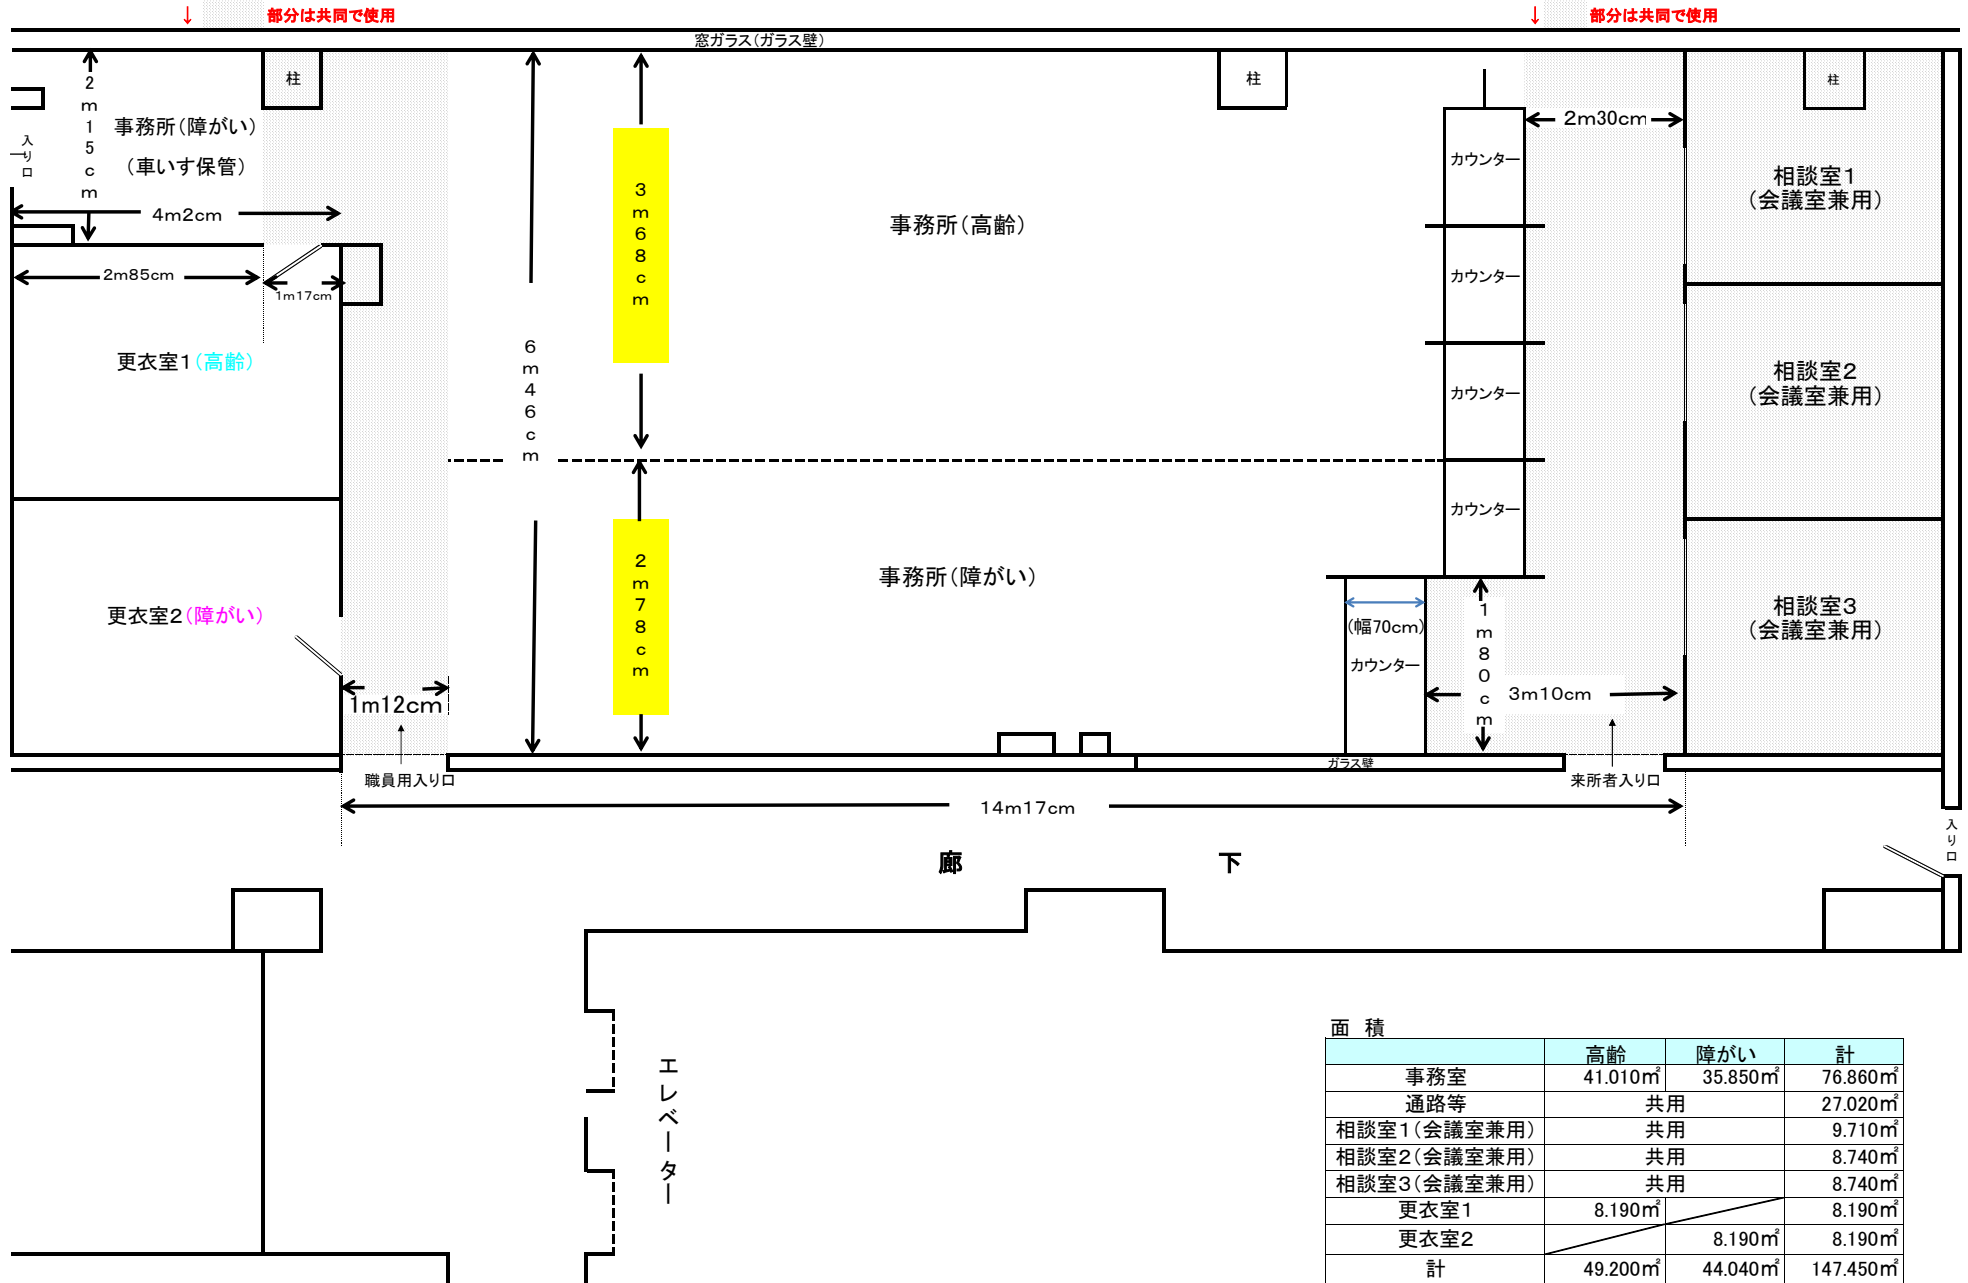 ↓ 部分は共同で使用
↓ 部分は共同で使用
窓ガラス(ガラス壁)
柱
柱
柱
2m15cm
事務所(障がい)
(車いす保管)
入り口
4m2cm
2m85cm
1m17cm
更衣室1(高齢)
更衣室2(障がい)
1m12cm
職員用入り口
6m46cm
3m68cm
2m78cm
事務所(高齢)
事務所(障がい)
カウンター
カウンター
カウンター
カウンター
(幅70cm)
カウンター
2m30cm
1m80cm
3m10cm
相談室1
(会議室兼用)
相談室2
(会議室兼用)
相談室3
(会議室兼用)
ガラス壁
来所者入り口
14m17cm
廊 下
入り口
エレベーター
面 積
高齢 障がい 計
事務室 41.010㎡ 35.850㎡ 76.860㎡
通路等 共用 27.020㎡
相談室1(会議室兼用) 共用 9.710㎡
相談室2(会議室兼用) 共用 8.740㎡
相談室3(会議室兼用) 共用 8.740㎡
更衣室1 8.190㎡ 8.190㎡
更衣室2 8.190㎡ 8.190㎡
計 49.200㎡ 44.040㎡ 147.450㎡